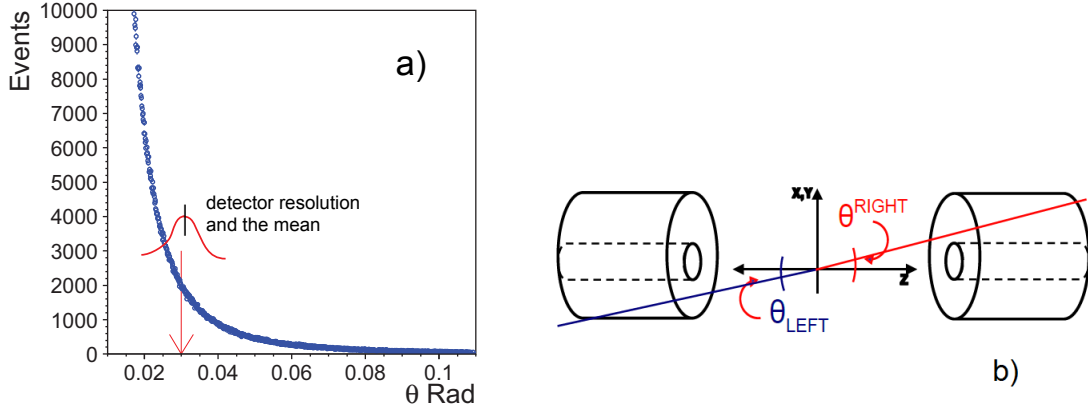 10000
9000
8000
7000
6000
5000
4000
3000
2000
1000
0
Events
a)
detector resolution
and the mean
0.02
0.04
0.06
0.08
0.1
θ Rad
X,Y
θRIGHT
Z
θLEFT
b)